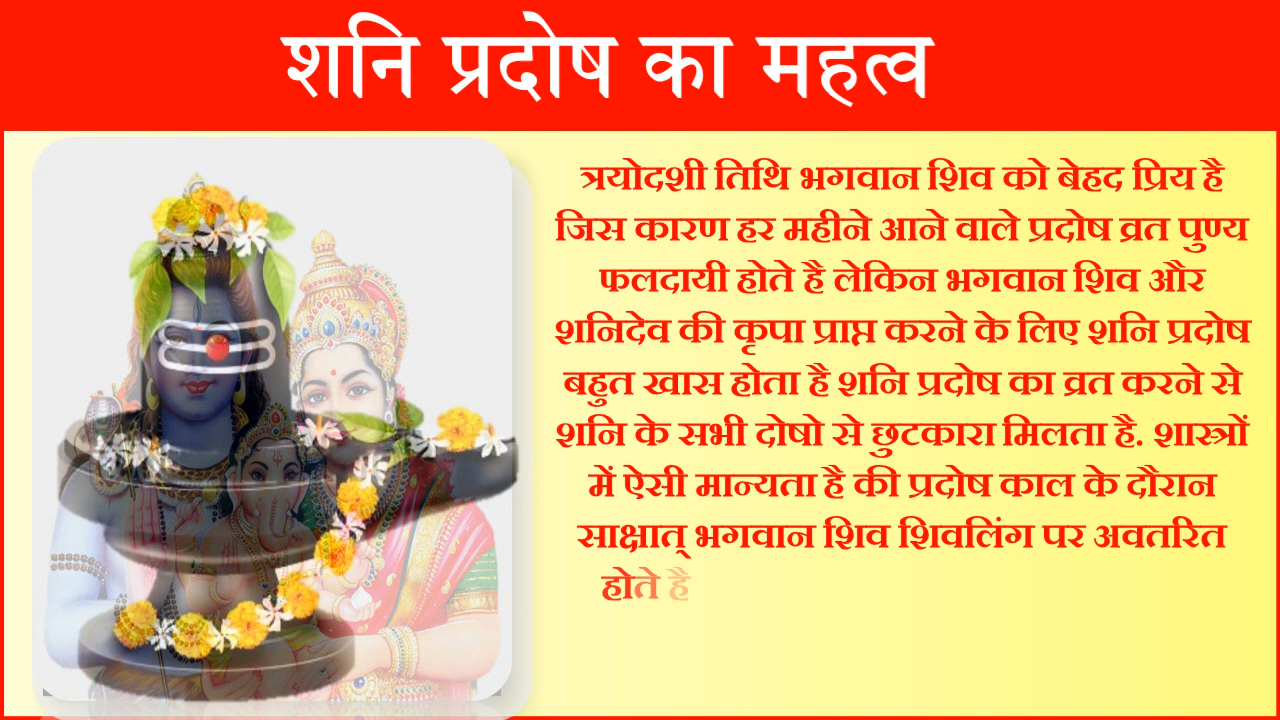 शनि प्रदोष का महत्व
त्रयोदशी तिथि भगवान शिव को बेहद प्रिय है
जिस कारण हर महीने आने वाले प्रदोष व्रत पुण्य
फलदायी होते है लेकिन भगवान शिव और
शनिदेव की कृपा प्राप्त करने के लिए शनि प्रदोष
बहुत खास होता है शनि प्रदोष का व्रत करने से
शनि के सभी दोषो से छुटकारा मिलता है. शास्त्रों
में ऐसी मान्यता है की प्रदोष काल के दौरान
साक्षात् भगवान शिव शिवलिंग पर अवतरित
होते है